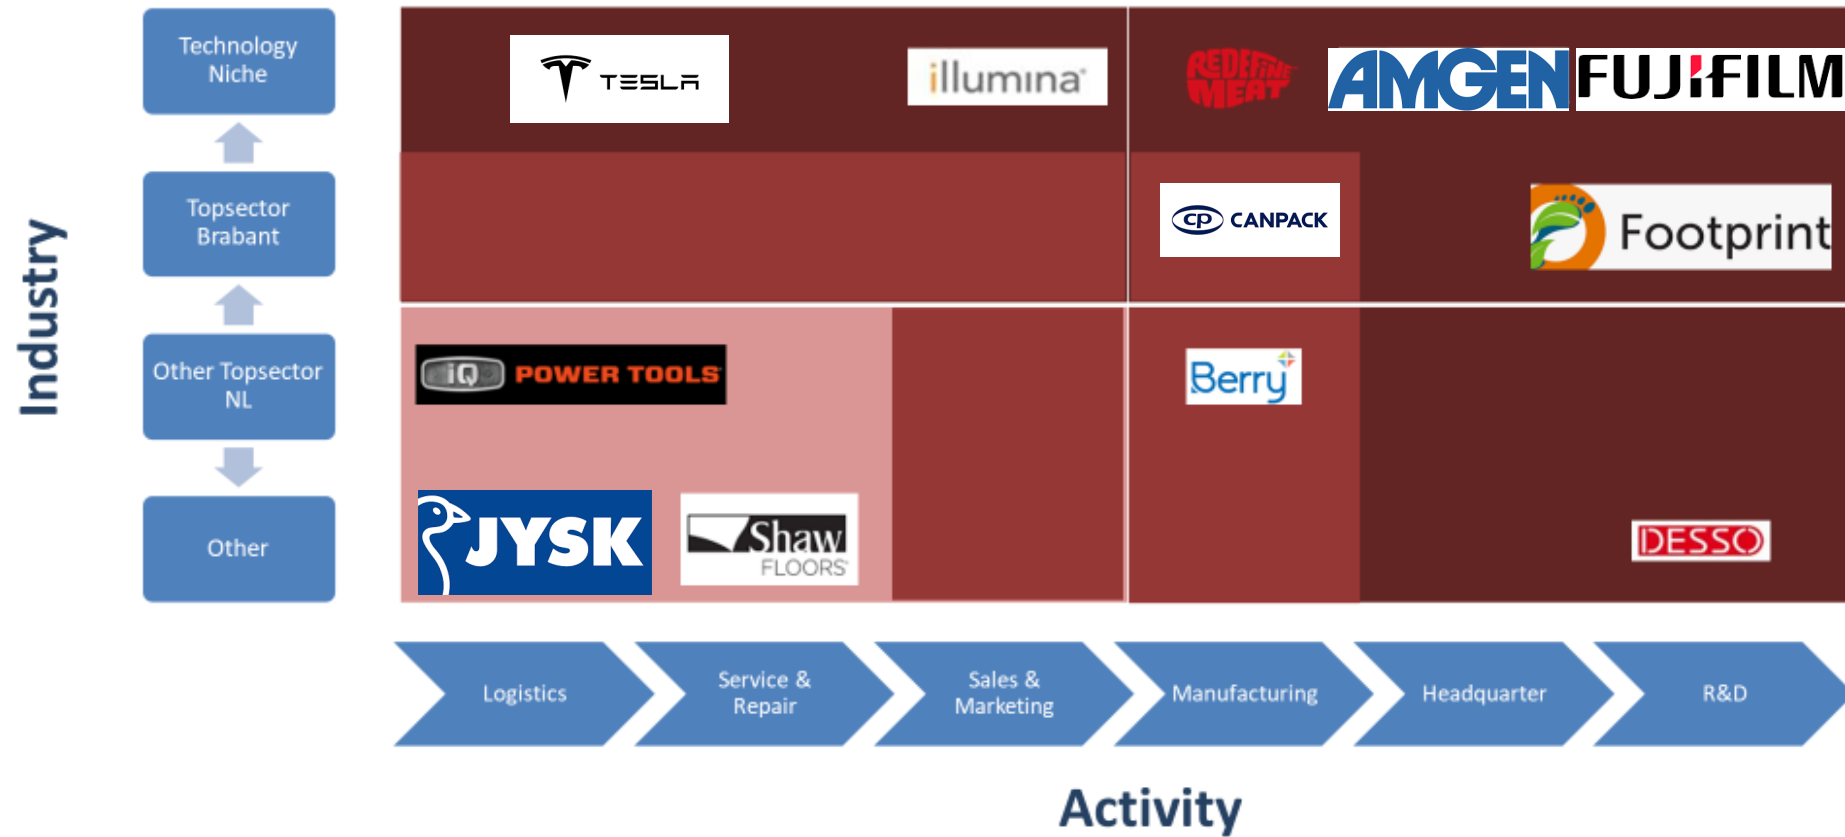 Industry
Technology
Niche
Topsector
Brabant
Other Topsector
NL
Other
TESLA
illumina®
REDEFINE
MEAT
AMGEN
FUJIFILM
CP CANPACK
Footprint
iQ POWER TOOLS
Berry
JYSK
Shaw
FLOORS
DESSO
Logistics
Service &
Repair
Sales &
Marketing
Manufacturing
Headquarter
R&D
Activity